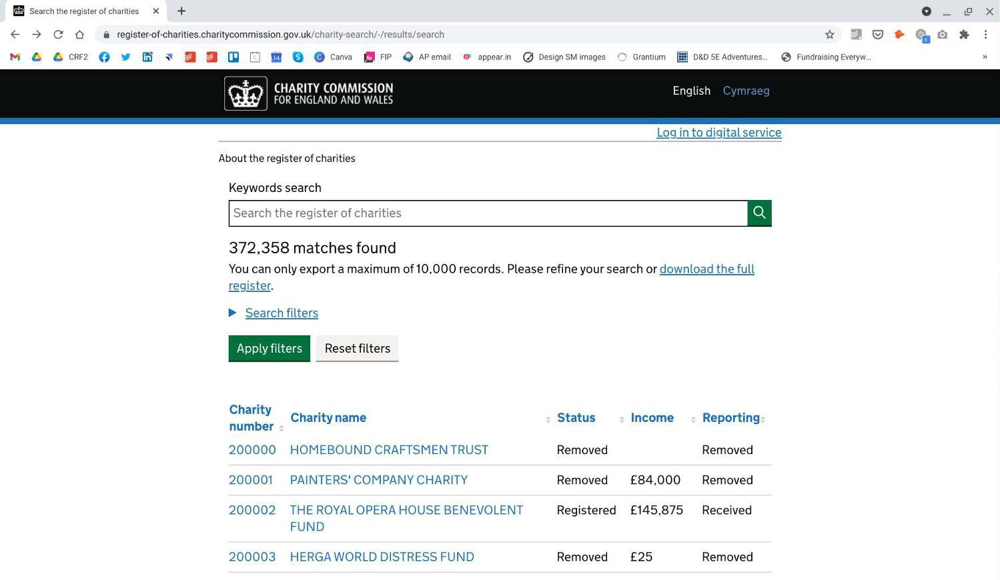 Search the register of charities
register-of-charities.charitycommission.gov.uk/charity-search/-/results/search
CRF2
14
Canva
FIP
AP email
appear.in
Design SM images
Grantium
D&D 5E Adventures...
Fundraising Everyw...
»
CHARITY COMMISSION
FOR ENGLAND AND WALES
English
Cymraeg
Log in to digital service
About the register of charities
Keywords search
Search the register of charities
372,358 matches found
You can only export a maximum of 10,000 records. Please refine your search or download the full
register.
Search filters
Apply filters
Reset filters
Charity
number
Charity name
Status
Income
Reporting
200000 HOMEBOUND CRAFTSMEN TRUST Removed Removed
200001 PAINTERS' COMPANY CHARITY Removed £84,000 Removed
200002 THE ROYAL OPERA HOUSE BENEVOLENT Registered £145,875 Received
FUND
200003 HERGA WORLD DISTRESS FUND Removed £25 Removed